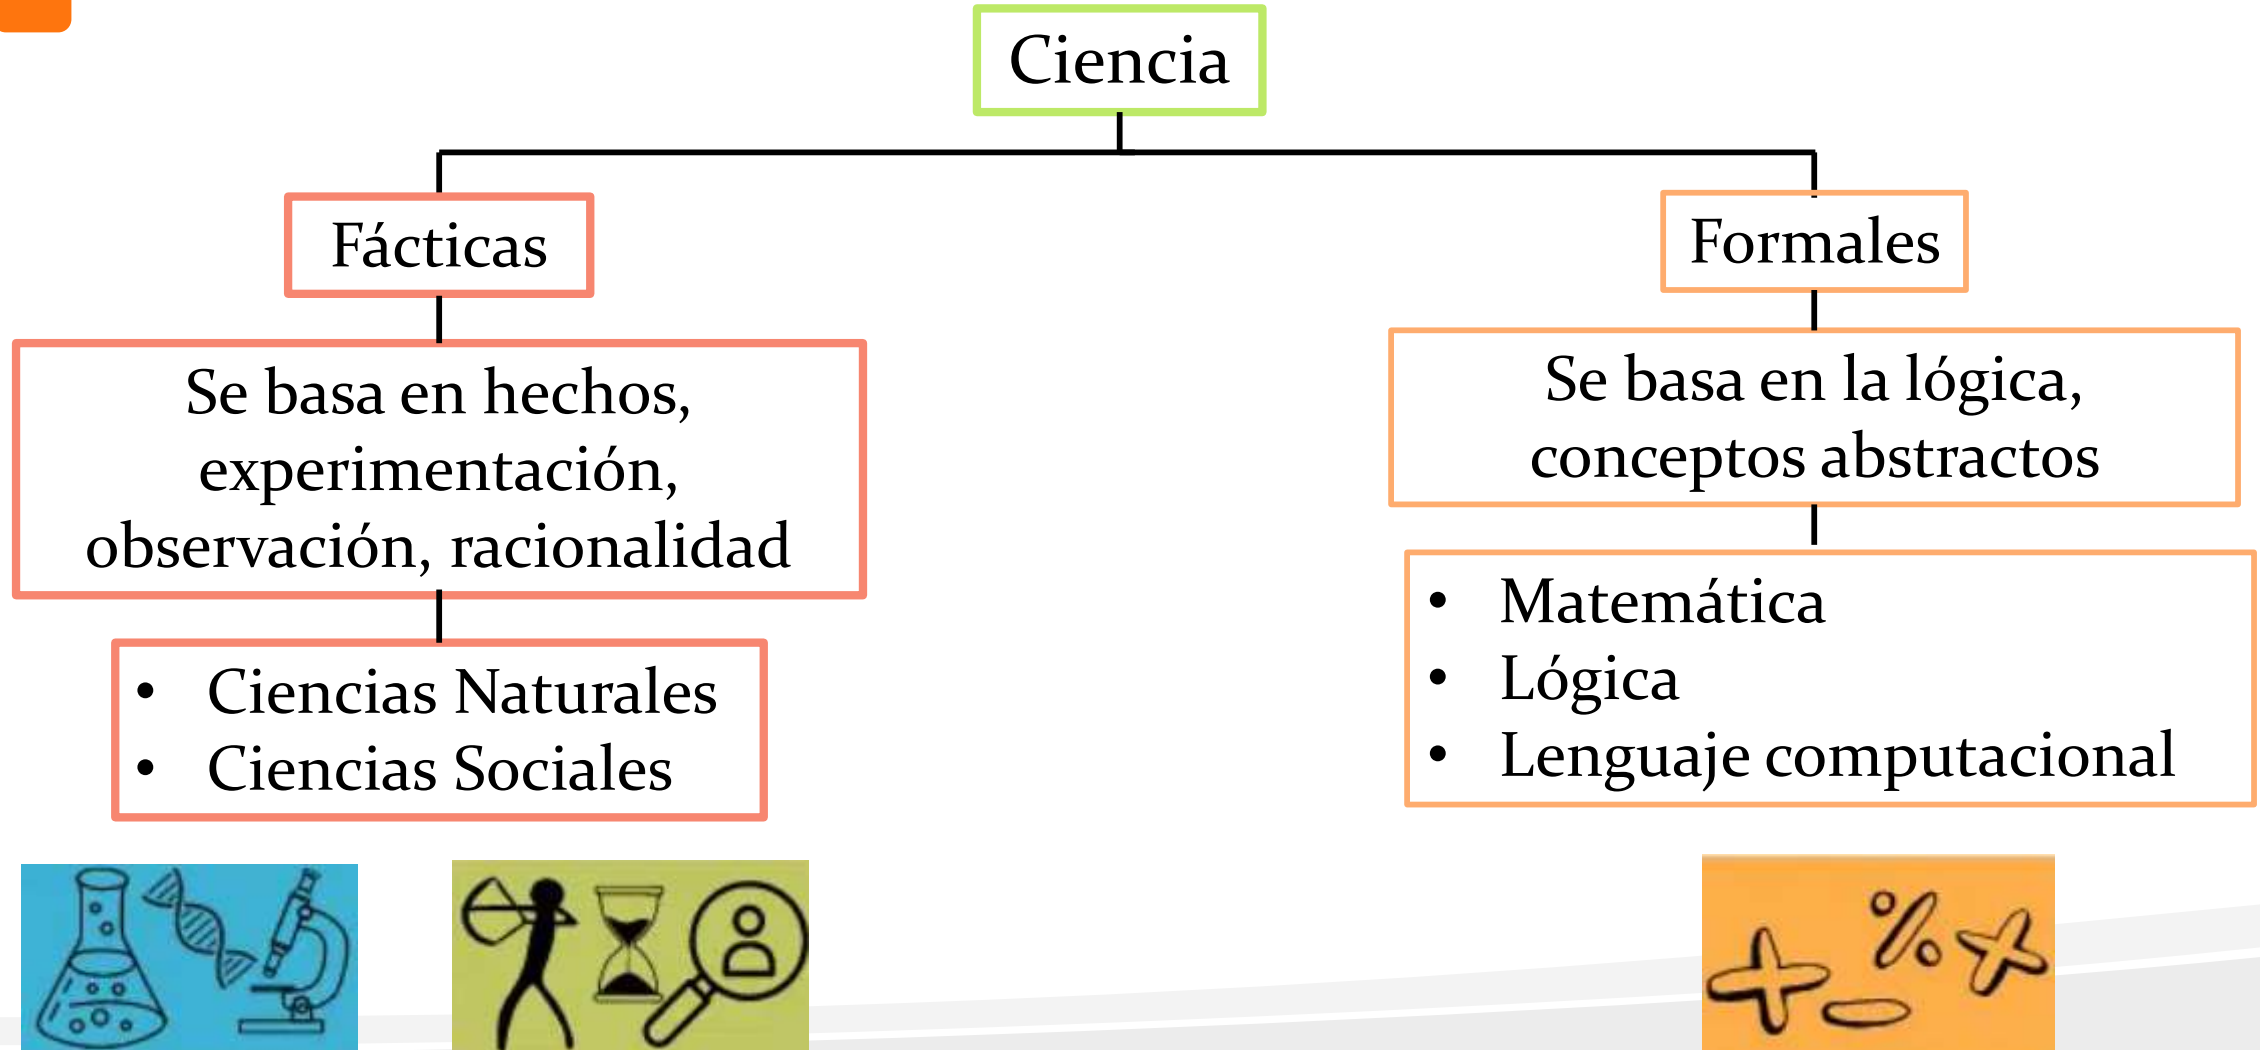 Ciencia
Fácticas
Se basa en hechos,
experimentación,
observación, racionalidad
• Ciencias Naturales
• Ciencias Sociales
Formales
Se basa en la lógica,
conceptos abstractos
• Matemática
• Lógica
• Lenguaje computacional